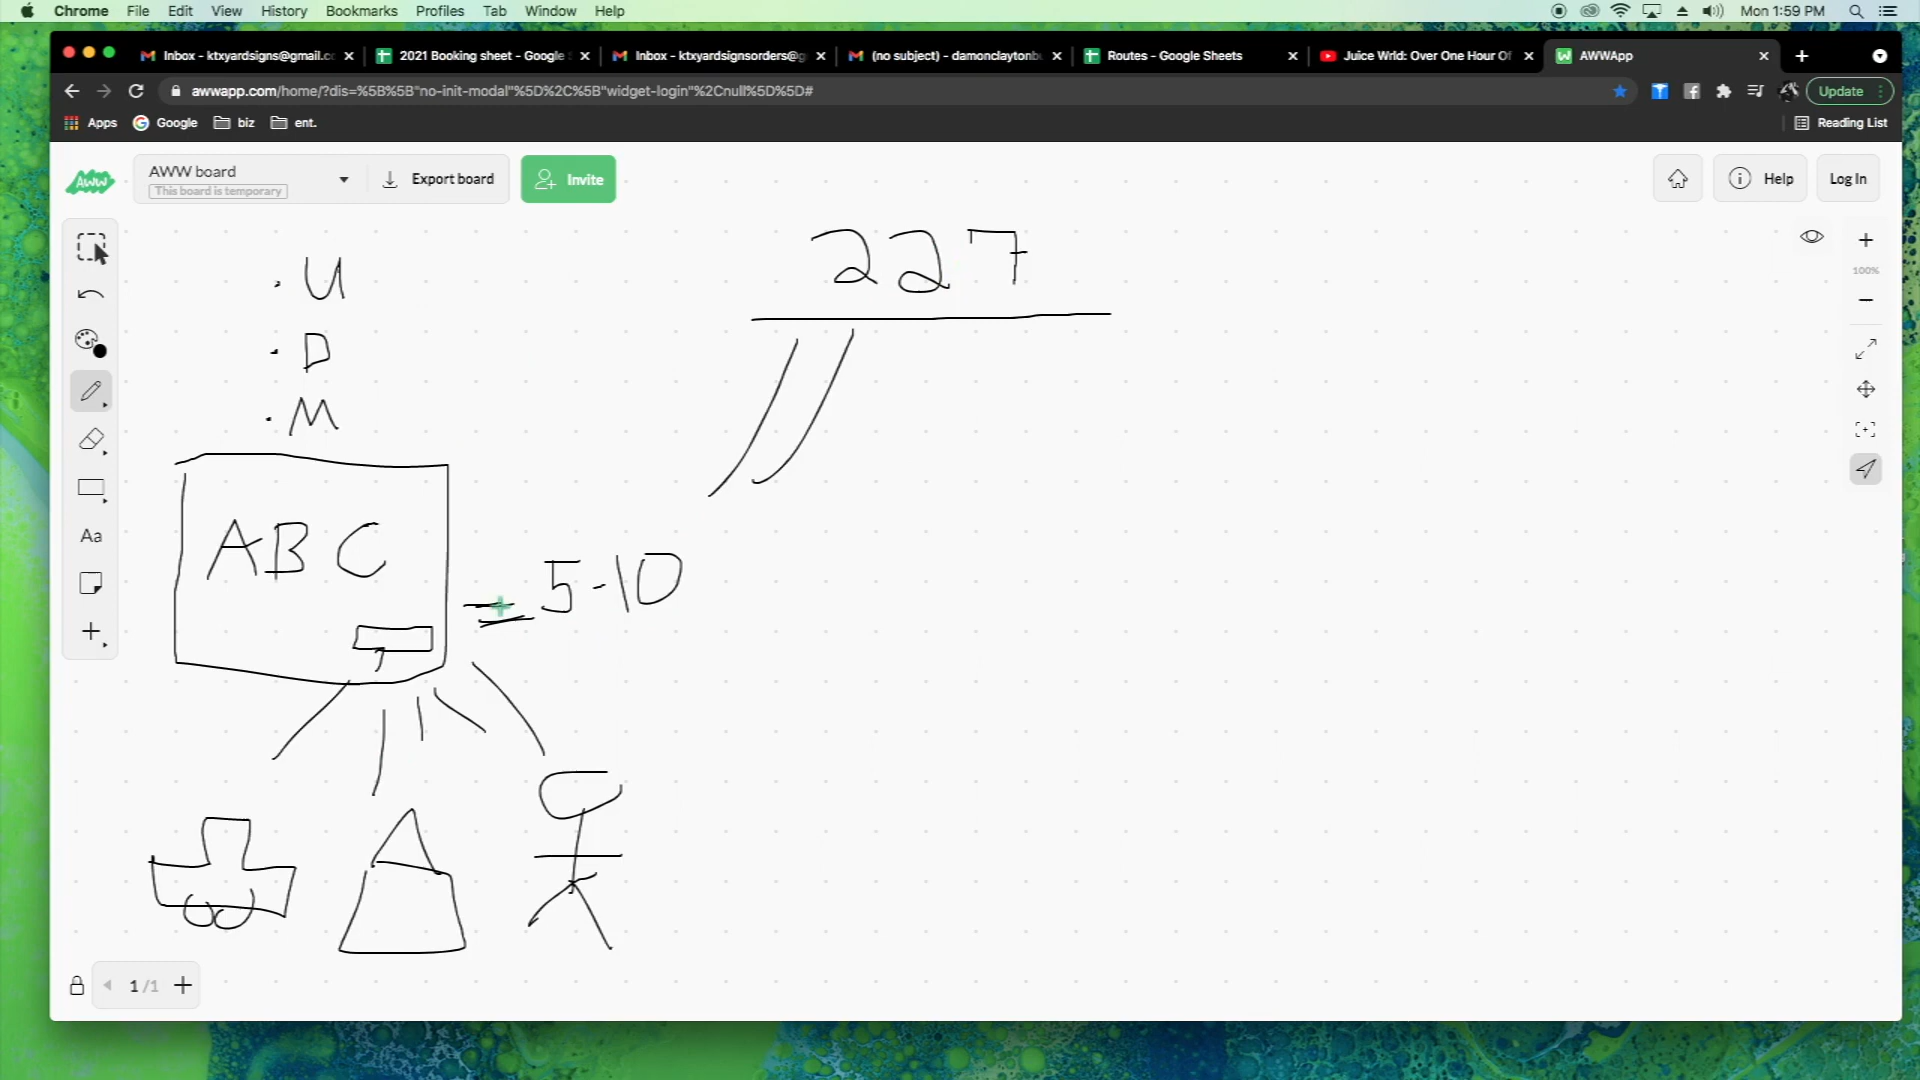 Chrome File Edit View History Bookmarks Profiles Tab Window Help Mon 1:59 PM
Inbox - ktxyardsigns@gmail.c
2021 Booking sheet - Google
Inbox - ktxyardsignsorders@g
(no subject) - damonclaytonb
Routes - Google Sheets
Juice Wrld: Over One Hour Of
AWWApp
awwapp.com/home/?dis=%5B%5B"no-init-modal"%5D%2C%5B"widget-login"%2Cnull%5D%5D#
Update
Apps Google biz ent. Reading List
AWW
AWW board
This board is temporary
Export board
Invite
Help
Log In
227
100%
· U
· D
· M
Aa
ABC
5-10
1/1